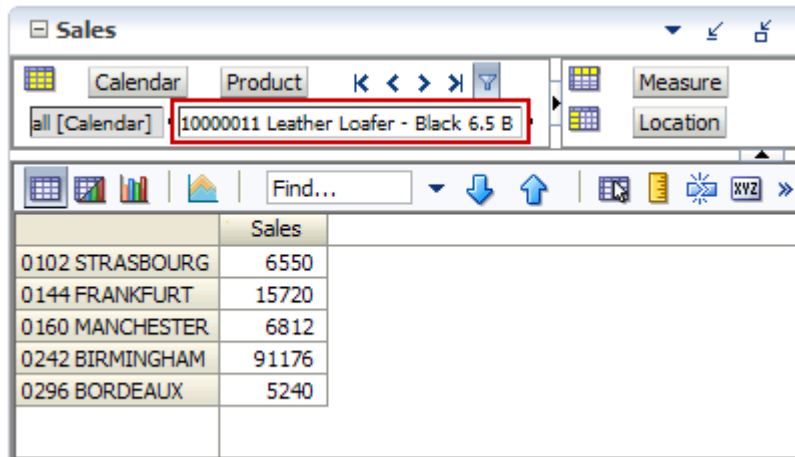 Sales
Calendar Product Measure
all [Calendar] 10000011 Leather Loafer - Black 6.5 B Location
Find... XYZ
Sales
0102 STRASBOURG 6550
0144 FRANKFURT 15720
0160 MANCHESTER 6812
0242 BIRMINGHAM 91176
0296 BORDEAUX 5240